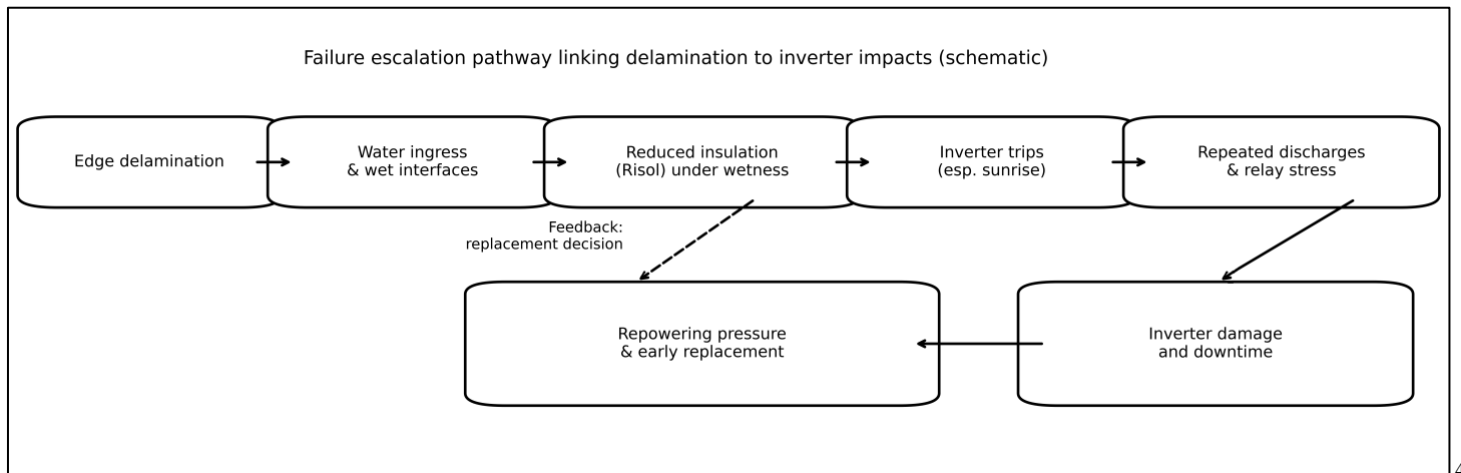 Failure escalation pathway linking delamination to inverter impacts (schematic)
Edge delamination
Water ingress
& wet interfaces
Reduced insulation
(Risol) under wetness
Inverter trips
(esp. sunrise)
Repeated discharges
& relay stress
Feedback:
replacement decision
Repowering pressure
& early replacement
Inverter damage
and downtime